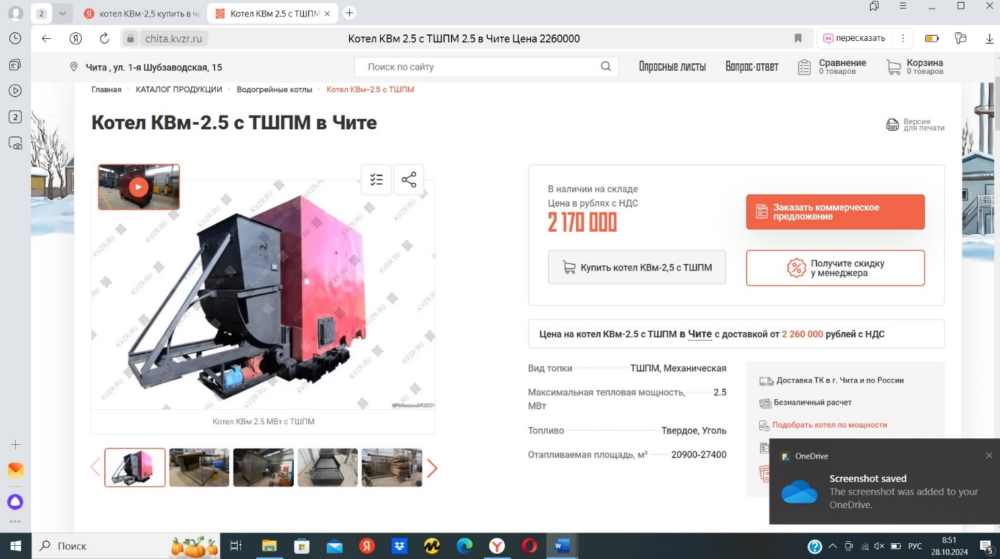 2
котел КВм-2,5 купить в чи
Котел КВм 2.5 с ТШПМ
chita.kvzr.ru
Котел КВм 2.5 с ТШПМ 2.5 в Чите Цена 2260000
пересказать
Чита , ул. 1-я Шубзаводская, 15
Поиск по сайту
Опросные листы
Вопрос-ответ
Сравнение
0 товаров
Корзина
0 товаров
2
Главная
КАТАЛОГ ПРОДУКЦИИ
Водогрейные котлы
Котел КВм-2.5 с ТШПМ
Котел КВм-2.5 с ТШПМ в Чите
Версия
для печати
KVZR.RU
©PolikarpovaMG2021
Котел КВм 2.5 МВт с ТШПМ
В наличии на складе
Цена в рублях с НДС
2 170 000
Заказать коммерческое
предложение
Купить котел КВм-2,5 с ТШПМ
Получите скидку
у менеджера
Цена на котел КВм-2.5 с ТШПМ в Чите с доставкой от 2 260 000 рублей с НДС
Вид топки ТШПМ, Механическая
Максимальная тепловая мощность, 2.5
МВт
Топливо Твердое, Уголь
Отапливаемая площадь, м² 20900-27400
Доставка ТК в г. Чита и по России
Безналичный расчет
Подобрать котел по мощности
OneDrive
Screenshot saved
The screenshot was added to your
OneDrive.
Поиск
РУС
8:51
28.10.2024
5